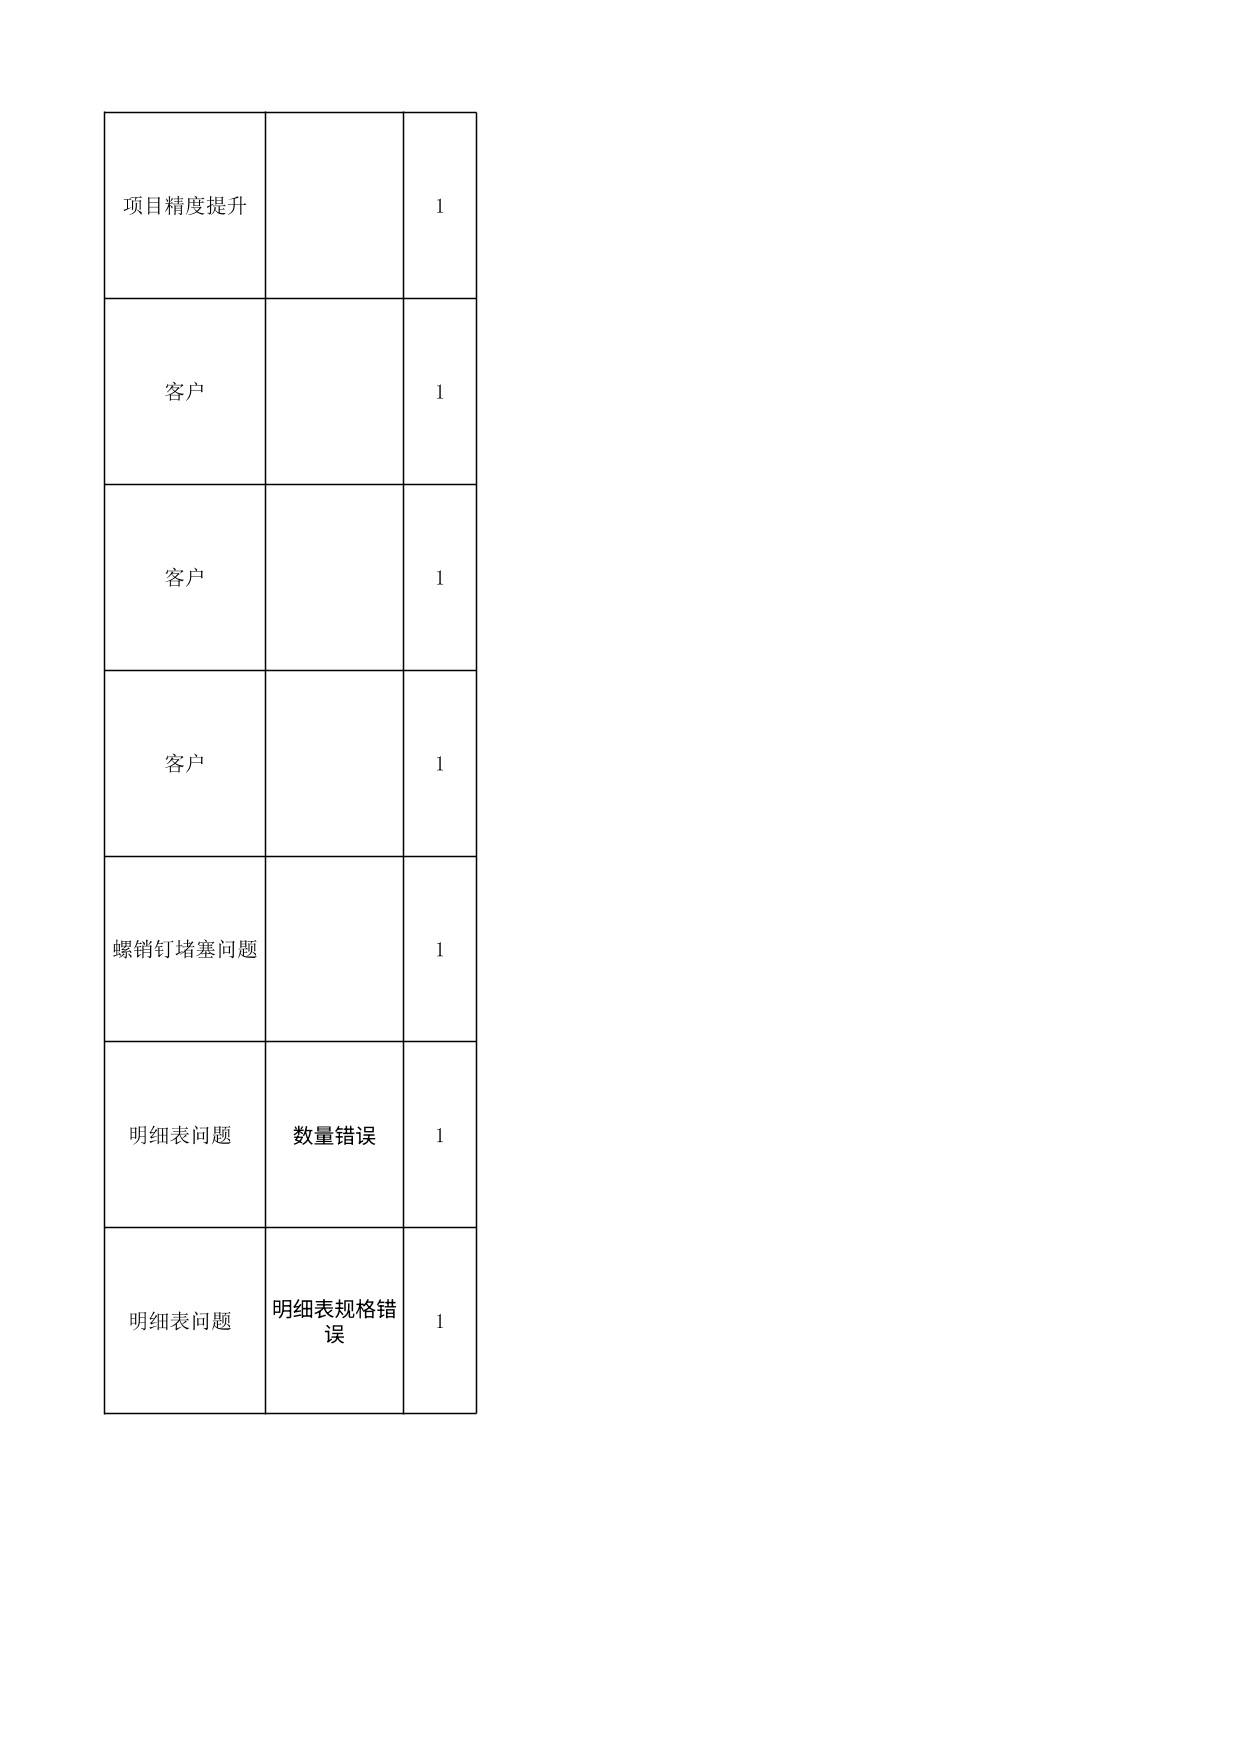 项目精度提升 1
客户 1
客户 1
客户 1
螺销钉堵塞问题 1
明细表问题 数量错误 1
明细表问题 明细表规格错 1
误